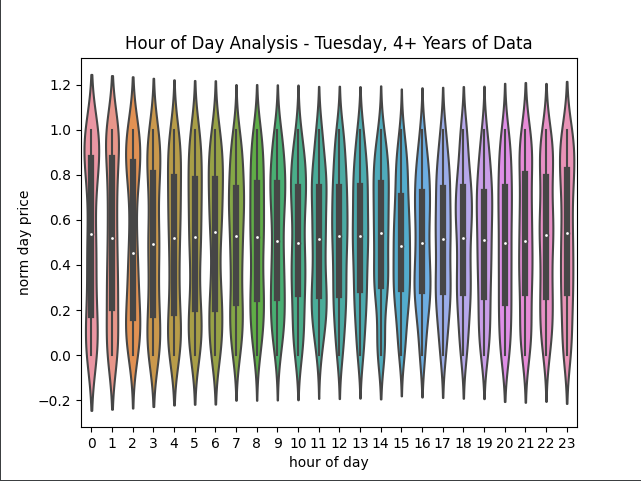 Hour of Day Analysis - Tuesday, 4+ Years of Data
1.2
1.0
0.8
0.6
0.4
0.2
0.0
−0.2
norm day price
0 1 2 3 4 5 6 7 8 9 10 11 12 13 14 15 16 17 18 19 20 21 22 23
hour of day